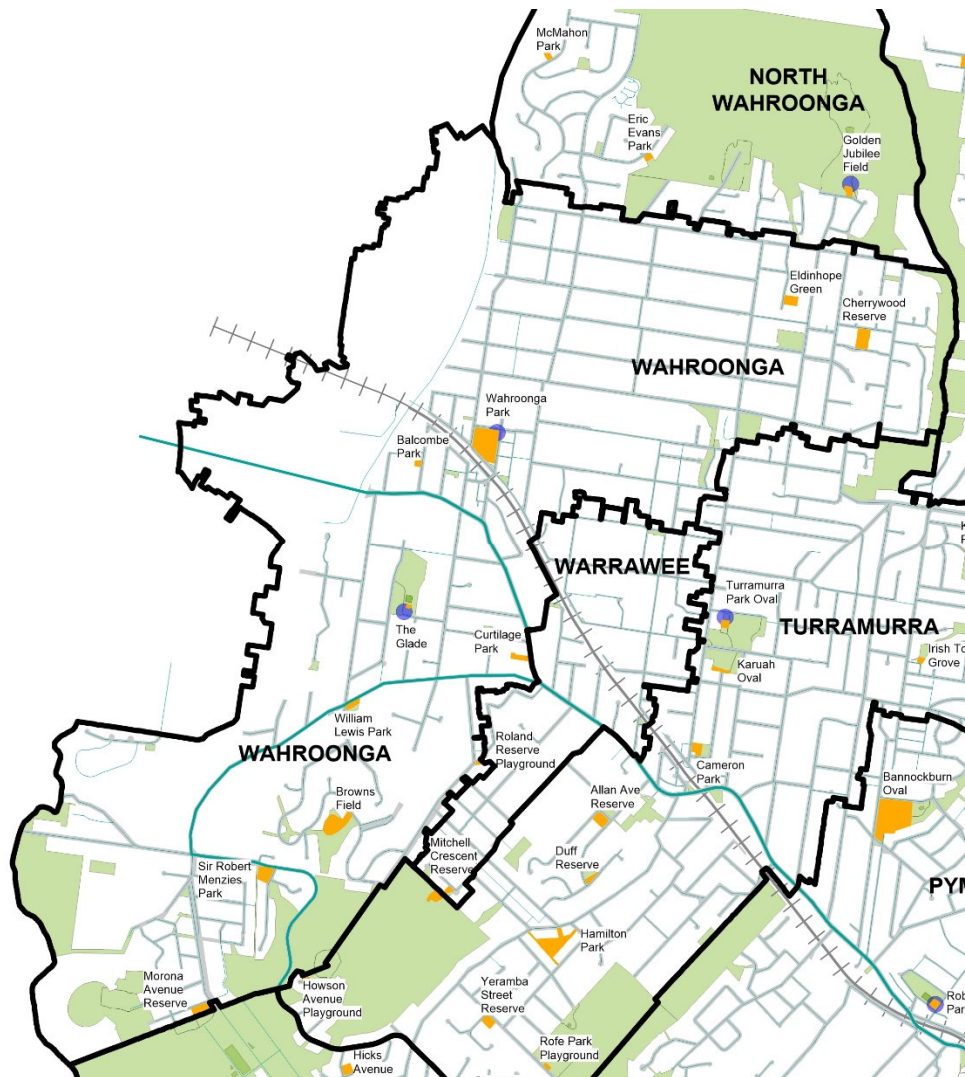 McMahon
Park
NORTH
WAHROONGA
Eric
Evans
Park
Golden
Jubilee
Field
Eldinhope
Green
Cherrywood
Reserve
WAHROONGA
Wahroonga
Park
Balcombe
Park
WARRAWEE
Turramurra
Park Oval
TURRAMURRA
The
Glade
Curtilage
Park
Karuah
Oval
Irish To
Grove
William
Lewis Park
WAHROONGA
Roland
Reserve
Playground
Cameron
Park
Bannockburn
Oval
Browns
Field
Allan Ave
Reserve
Mitchell
Crescent
Reserve
Duff
Reserve
Sir Robert
Menzies
Park
PYM
Hamilton
Park
Morona
Avenue
Reserve
Howson
Avenue
Playground
Yeramba
Street
Reserve
Rob
Par
Rofe Park
Playground
Hicks
Avenue